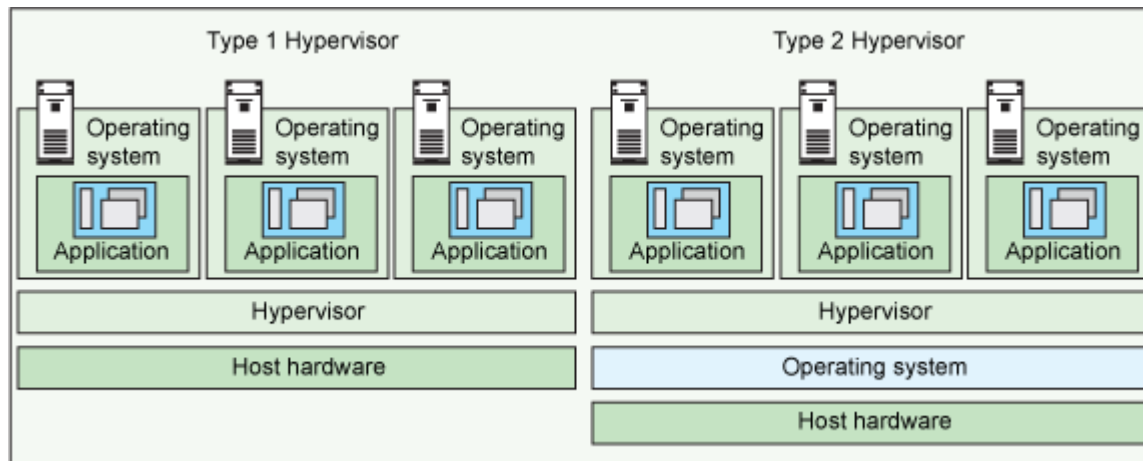 Type 1 Hypervisor
Operating
system
Application
Operating
system
Application
Operating
system
Application
Hypervisor
Host hardware
Type 2 Hypervisor
Operating
system
Application
Operating
system
Application
Operating
system
Application
Hypervisor
Operating system
Host hardware